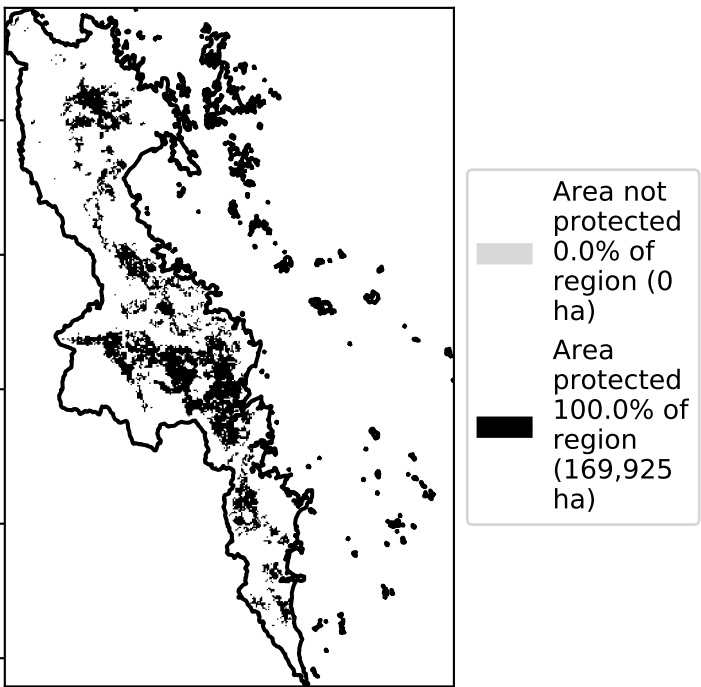 Area not
protected
0.0% of
region (0
ha)
Area
protected
100.0% of
region
(169,925
ha)